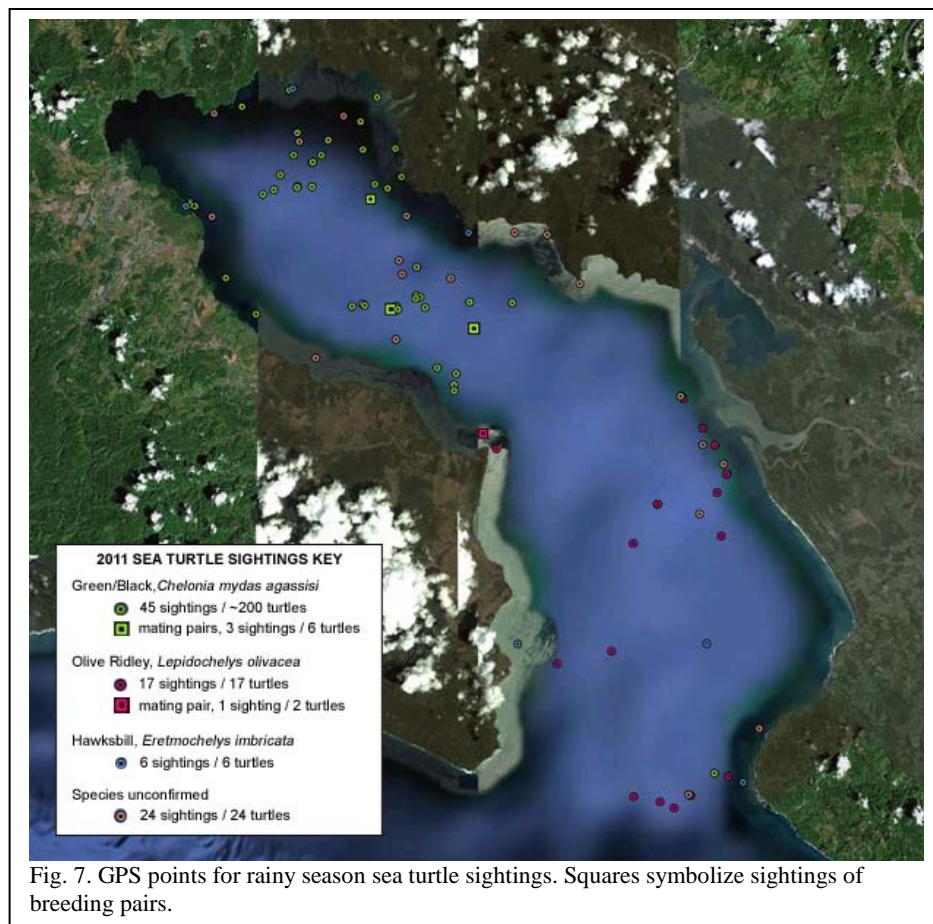 2011 SEA TURTLE SIGHTINGS KEY
Green/Black, Chelonia mydas agassisi
45 sightings / ~200 turtles
mating pairs, 3 sightings / 6 turtles
Olive Ridley, Lepidochelys olivacea
17 sightings / 17 turtles
mating pair, 1 sighting / 2 turtles
Hawksbill, Eretmochelys imbricata
6 sightings / 6 turtles
Species unconfirmed
24 sightings / 24 turtles
Fig. 7. GPS points for rainy season sea turtle sightings. Squares symbolize sightings of
breeding pairs.